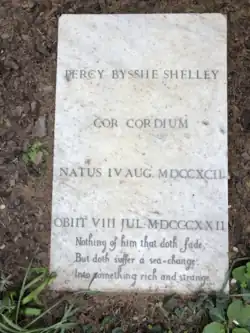 PERCY BYSSHE SHELLEY
COR CORDIUM
NATUS IV AUG. MDCCXCII
OBIIT VIII JUL. MDCCCXXII
Nothing of him that doth fade,
But doth suffer a sea-change
Into something rich and strange.